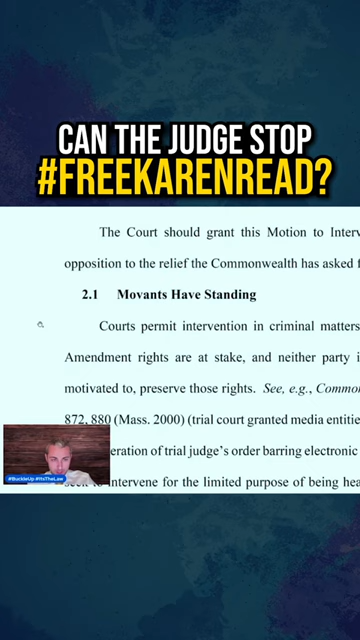 CAN THE JUDGE STOP
#FREEKARENREAD?
The Court should grant this Motion to Interv
opposition to the relief the Commonwealth has asked f
2.1 Movants Have Standing
Courts permit intervention in criminal matters
Amendment rights are at stake, and neither party i
motivated to, preserve those rights. See, e.g., Common
872, 880 (Mass. 2000) (trial court granted media entitie
eration of trial judge's order barring electronic
seek to intervene for the limited purpose of being hea
#BuckleUp #ItsTheLaw